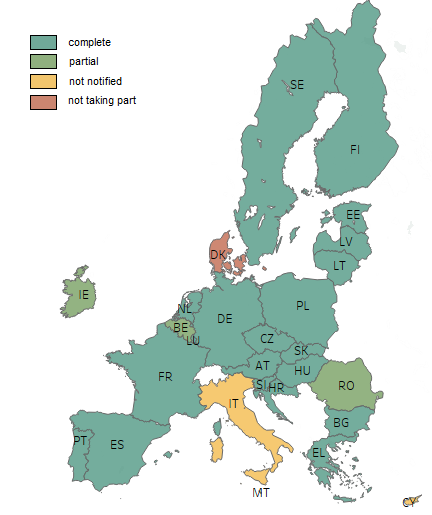 complete
partial
not notified
not taking part
SE
FI
EE
LV
LT
DK
IE
NL
BE
LU
DE
PL
CZ
SK
AT
HU
FR
SI
HR
RO
IT
BG
PT
ES
EL
MT
CY